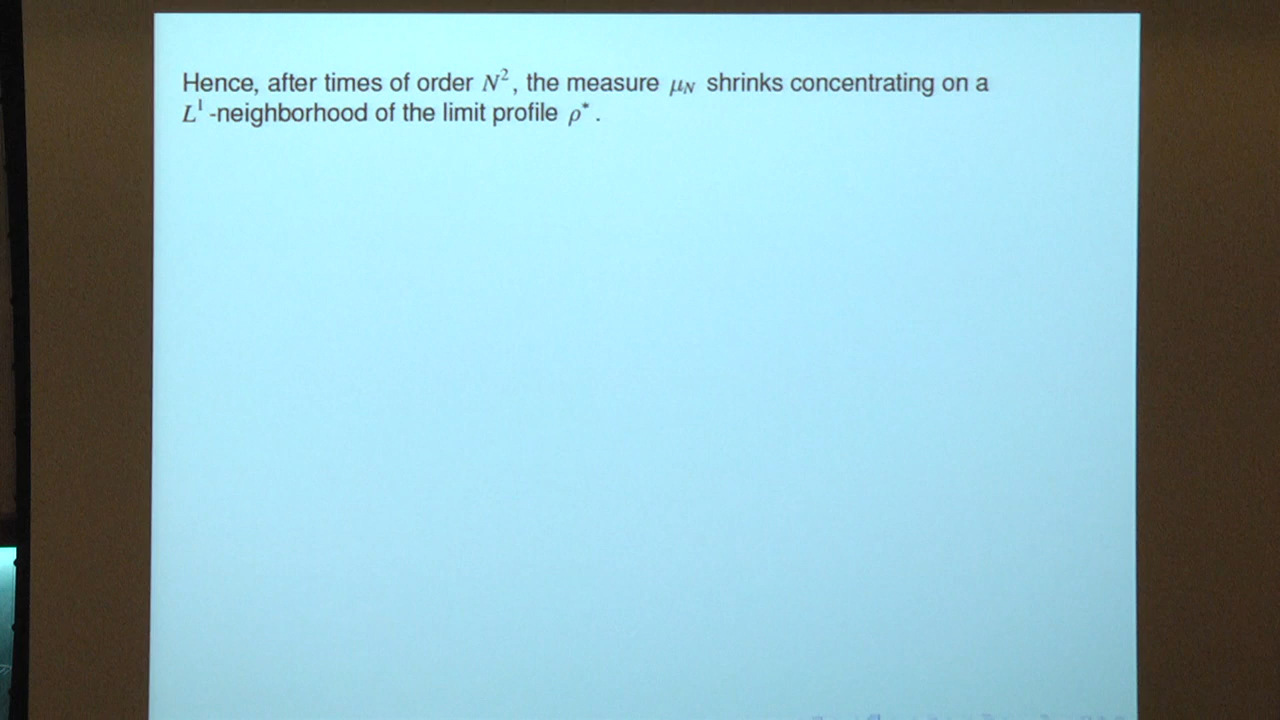 Hence, after times of order N², the measure μ_N shrinks concentrating on a
L¹ -neighborhood of the limit profile ρ* .